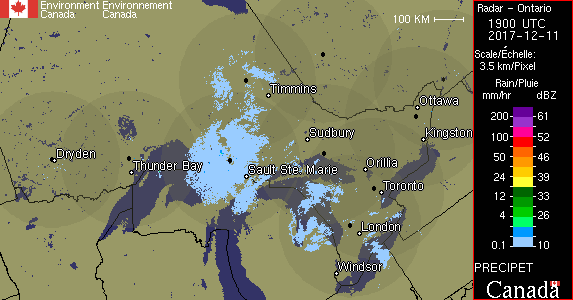 Environment Environnement
Canada Canada
100 KM
Timmins
Ottawa
Sudbury
Kingston
Dryden
Thunder Bay
Sault Ste. Marie
Orillia
Toronto
London
Windsor
Radar - Ontario
1900 UTC
2017-12-11
Scale/Échelle:
3.5 km/Pixel
Rain/Pluie
mm/hr dBZ
200 61
100 52
50 46
24 39
12 33
4 26
0.1 10
PRECIPET
Canada